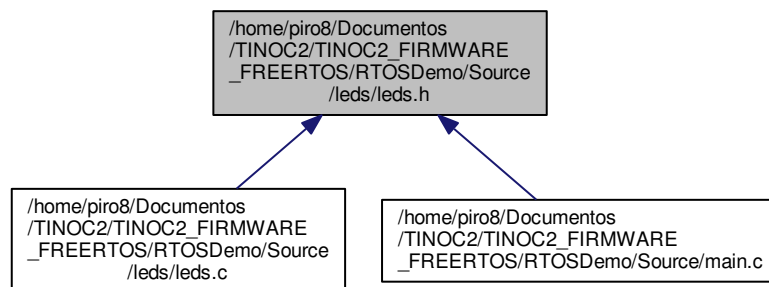 /home/piro8/Documentos
/TINOC2/TINOC2_FIRMWARE
_FREERTOS/RTOSDemo/Source
/leds/leds.h
/home/piro8/Documentos
/TINOC2/TINOC2_FIRMWARE
_FREERTOS/RTOSDemo/Source
/leds/leds.c
/home/piro8/Documentos
/TINOC2/TINOC2_FIRMWARE
_FREERTOS/RTOSDemo/Source/main.c